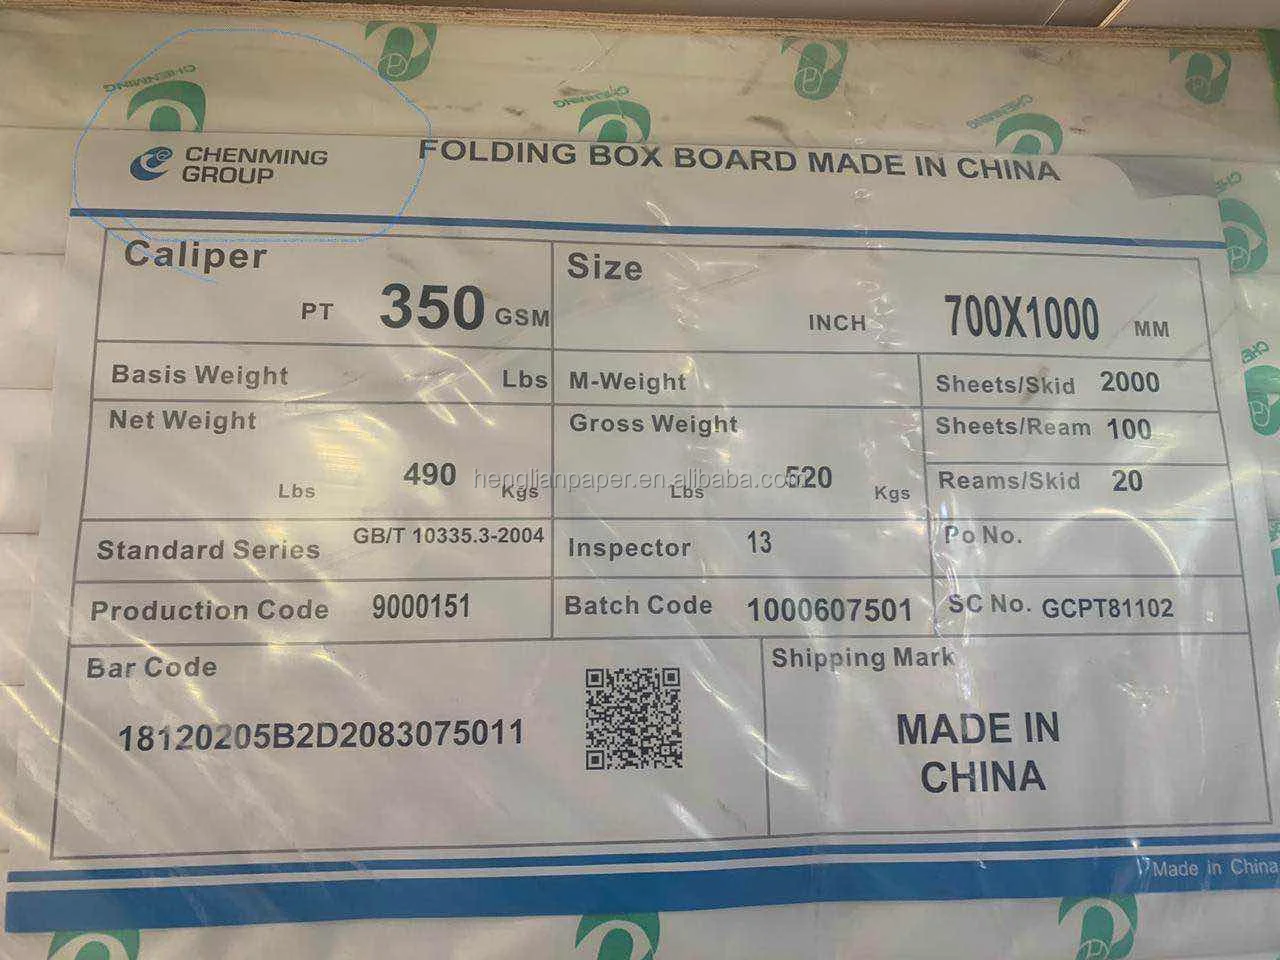 CHENMING
CHENMING
CHENMING
CHENMING
GROUP
FOLDING BOX BOARD MADE IN CHINA
Caliper
PT 350 GSM
Size
INCH 700X1000 MM
Basis Weight Lbs
M-Weight
Sheets/Skid 2000
Net Weight
Lbs 490 Kgs
Gross Weight
Lbs 520 Kgs
Sheets/Ream 100
Reams/Skid 20
henglianpaper.en.alibaba.com
Standard Series GB/T 10335.3-2004
Inspector 13
Po No.
Production Code 9000151
Batch Code 1000607501
SC No. GCPT81102
Bar Code
18120205B2D2083075011
Shipping Mark
MADE IN
CHINA
Made in China